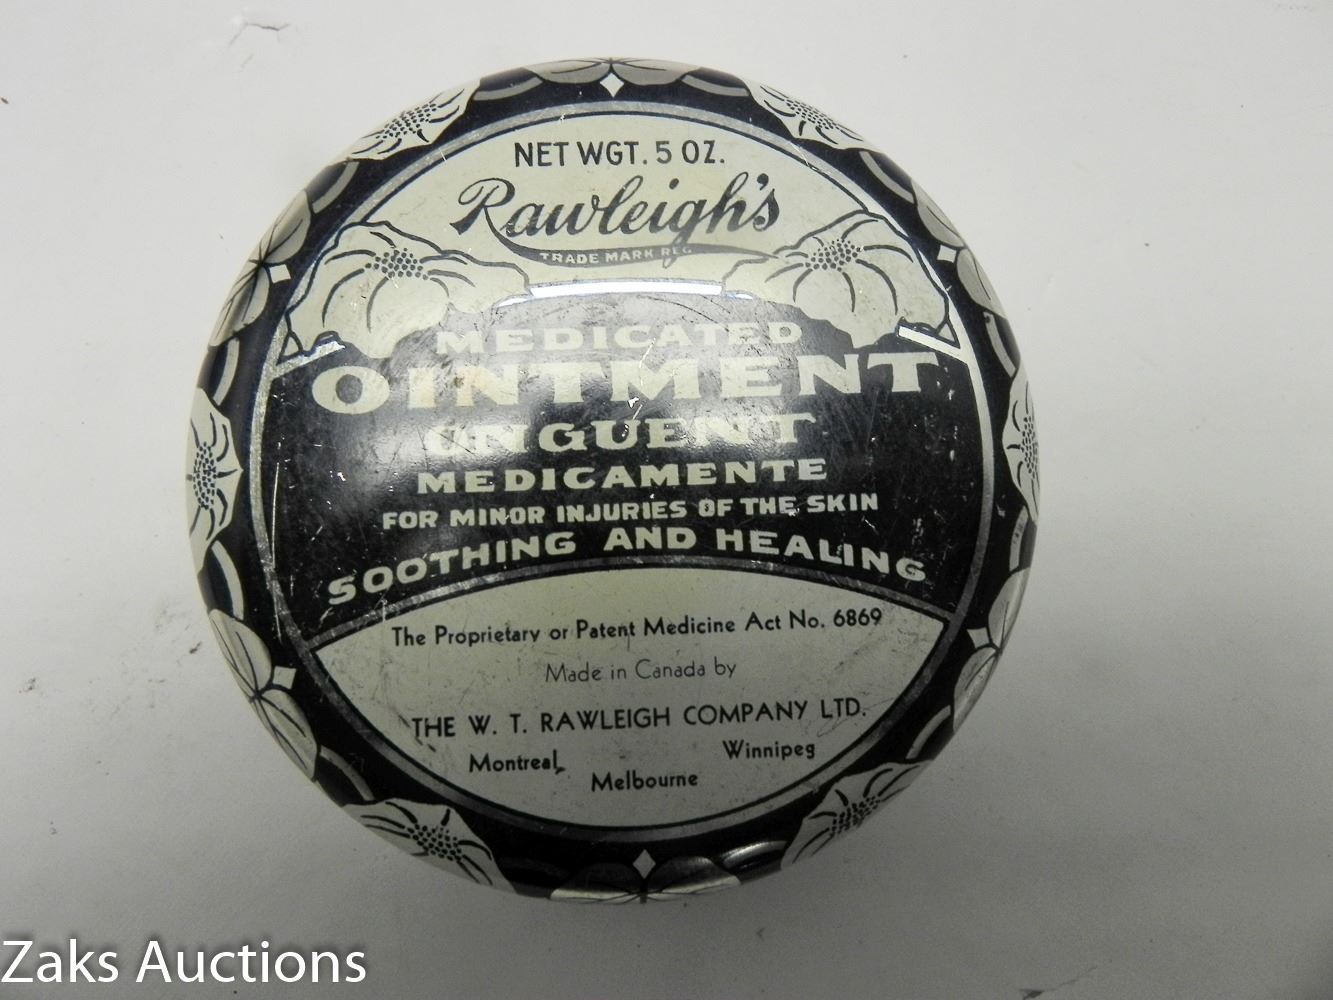 NET WGT. 5 OZ.
Rawleigh's
TRADE MARK REG.
MEDICATED
OINTMENT
ONGUENT
MEDICAMENTE
FOR MINOR INJURIES OF THE SKIN
SOOTHING AND HEALING
The Proprietary or Patent Medicine Act No. 6869
Made in Canada by
THE W. T. RAWLEIGH COMPANY LTD.
Montreal, Winnipeg
Melbourne
Zaks Auctions